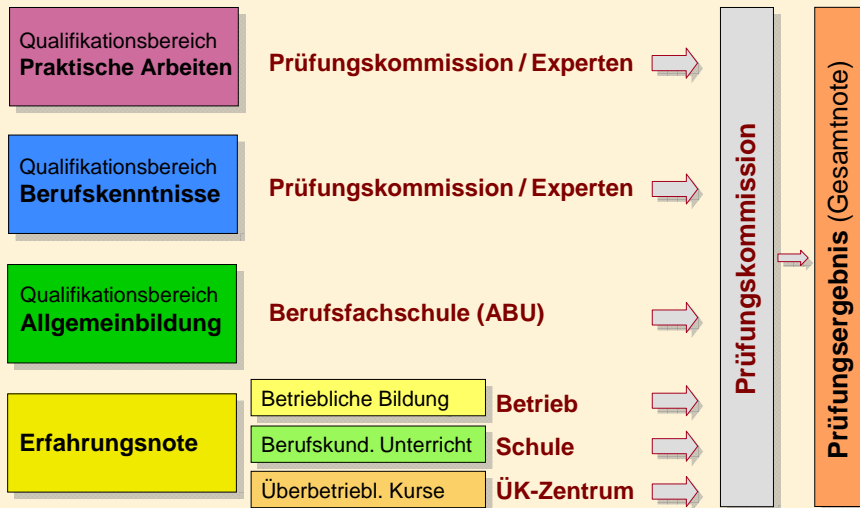 Qualifikationsbereich
Praktische Arbeiten
Prüfungskommission / Experten
Qualifikationsbereich
Berufskenntnisse
Prüfungskommission / Experten
Qualifikationsbereich
Allgemeinbildung
Berufsfachschule (ABU)
Erfahrungsnote
Betriebliche Bildung
Betrieb
Berufskund. Unterricht
Schule
Überbetriebl. Kurse
ÜK-Zentrum
Prüfungskommission
Prüfungsergebnis (Gesamtnote)